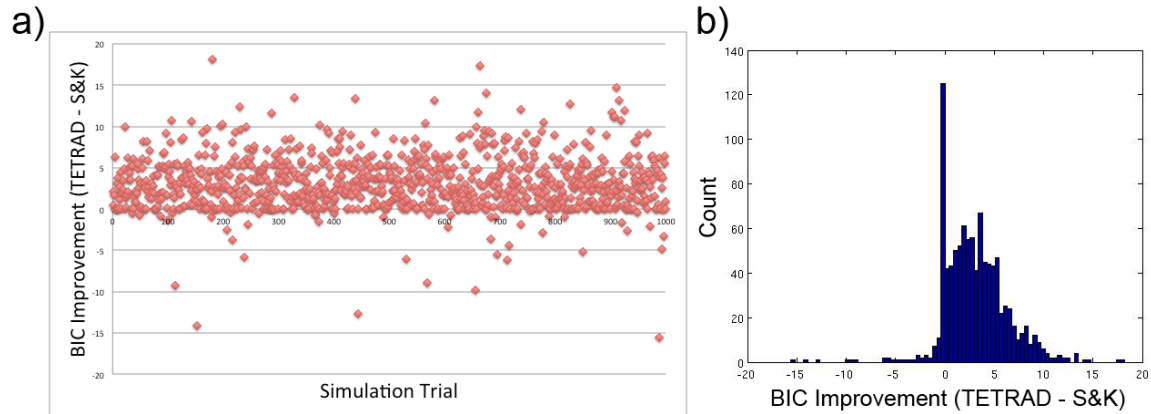 a)
BIC Improvement (TETRAD - S&K)
20
15
10
5
0
-5
-10
-15
-20
0 100 200 300 400 500 600 700 800 900 1000
Simulation Trial
b)
Count
140
120
100
80
60
40
20
0
-20 -15 -10 -5 0 5 10 15 20
BIC Improvement (TETRAD - S&K)